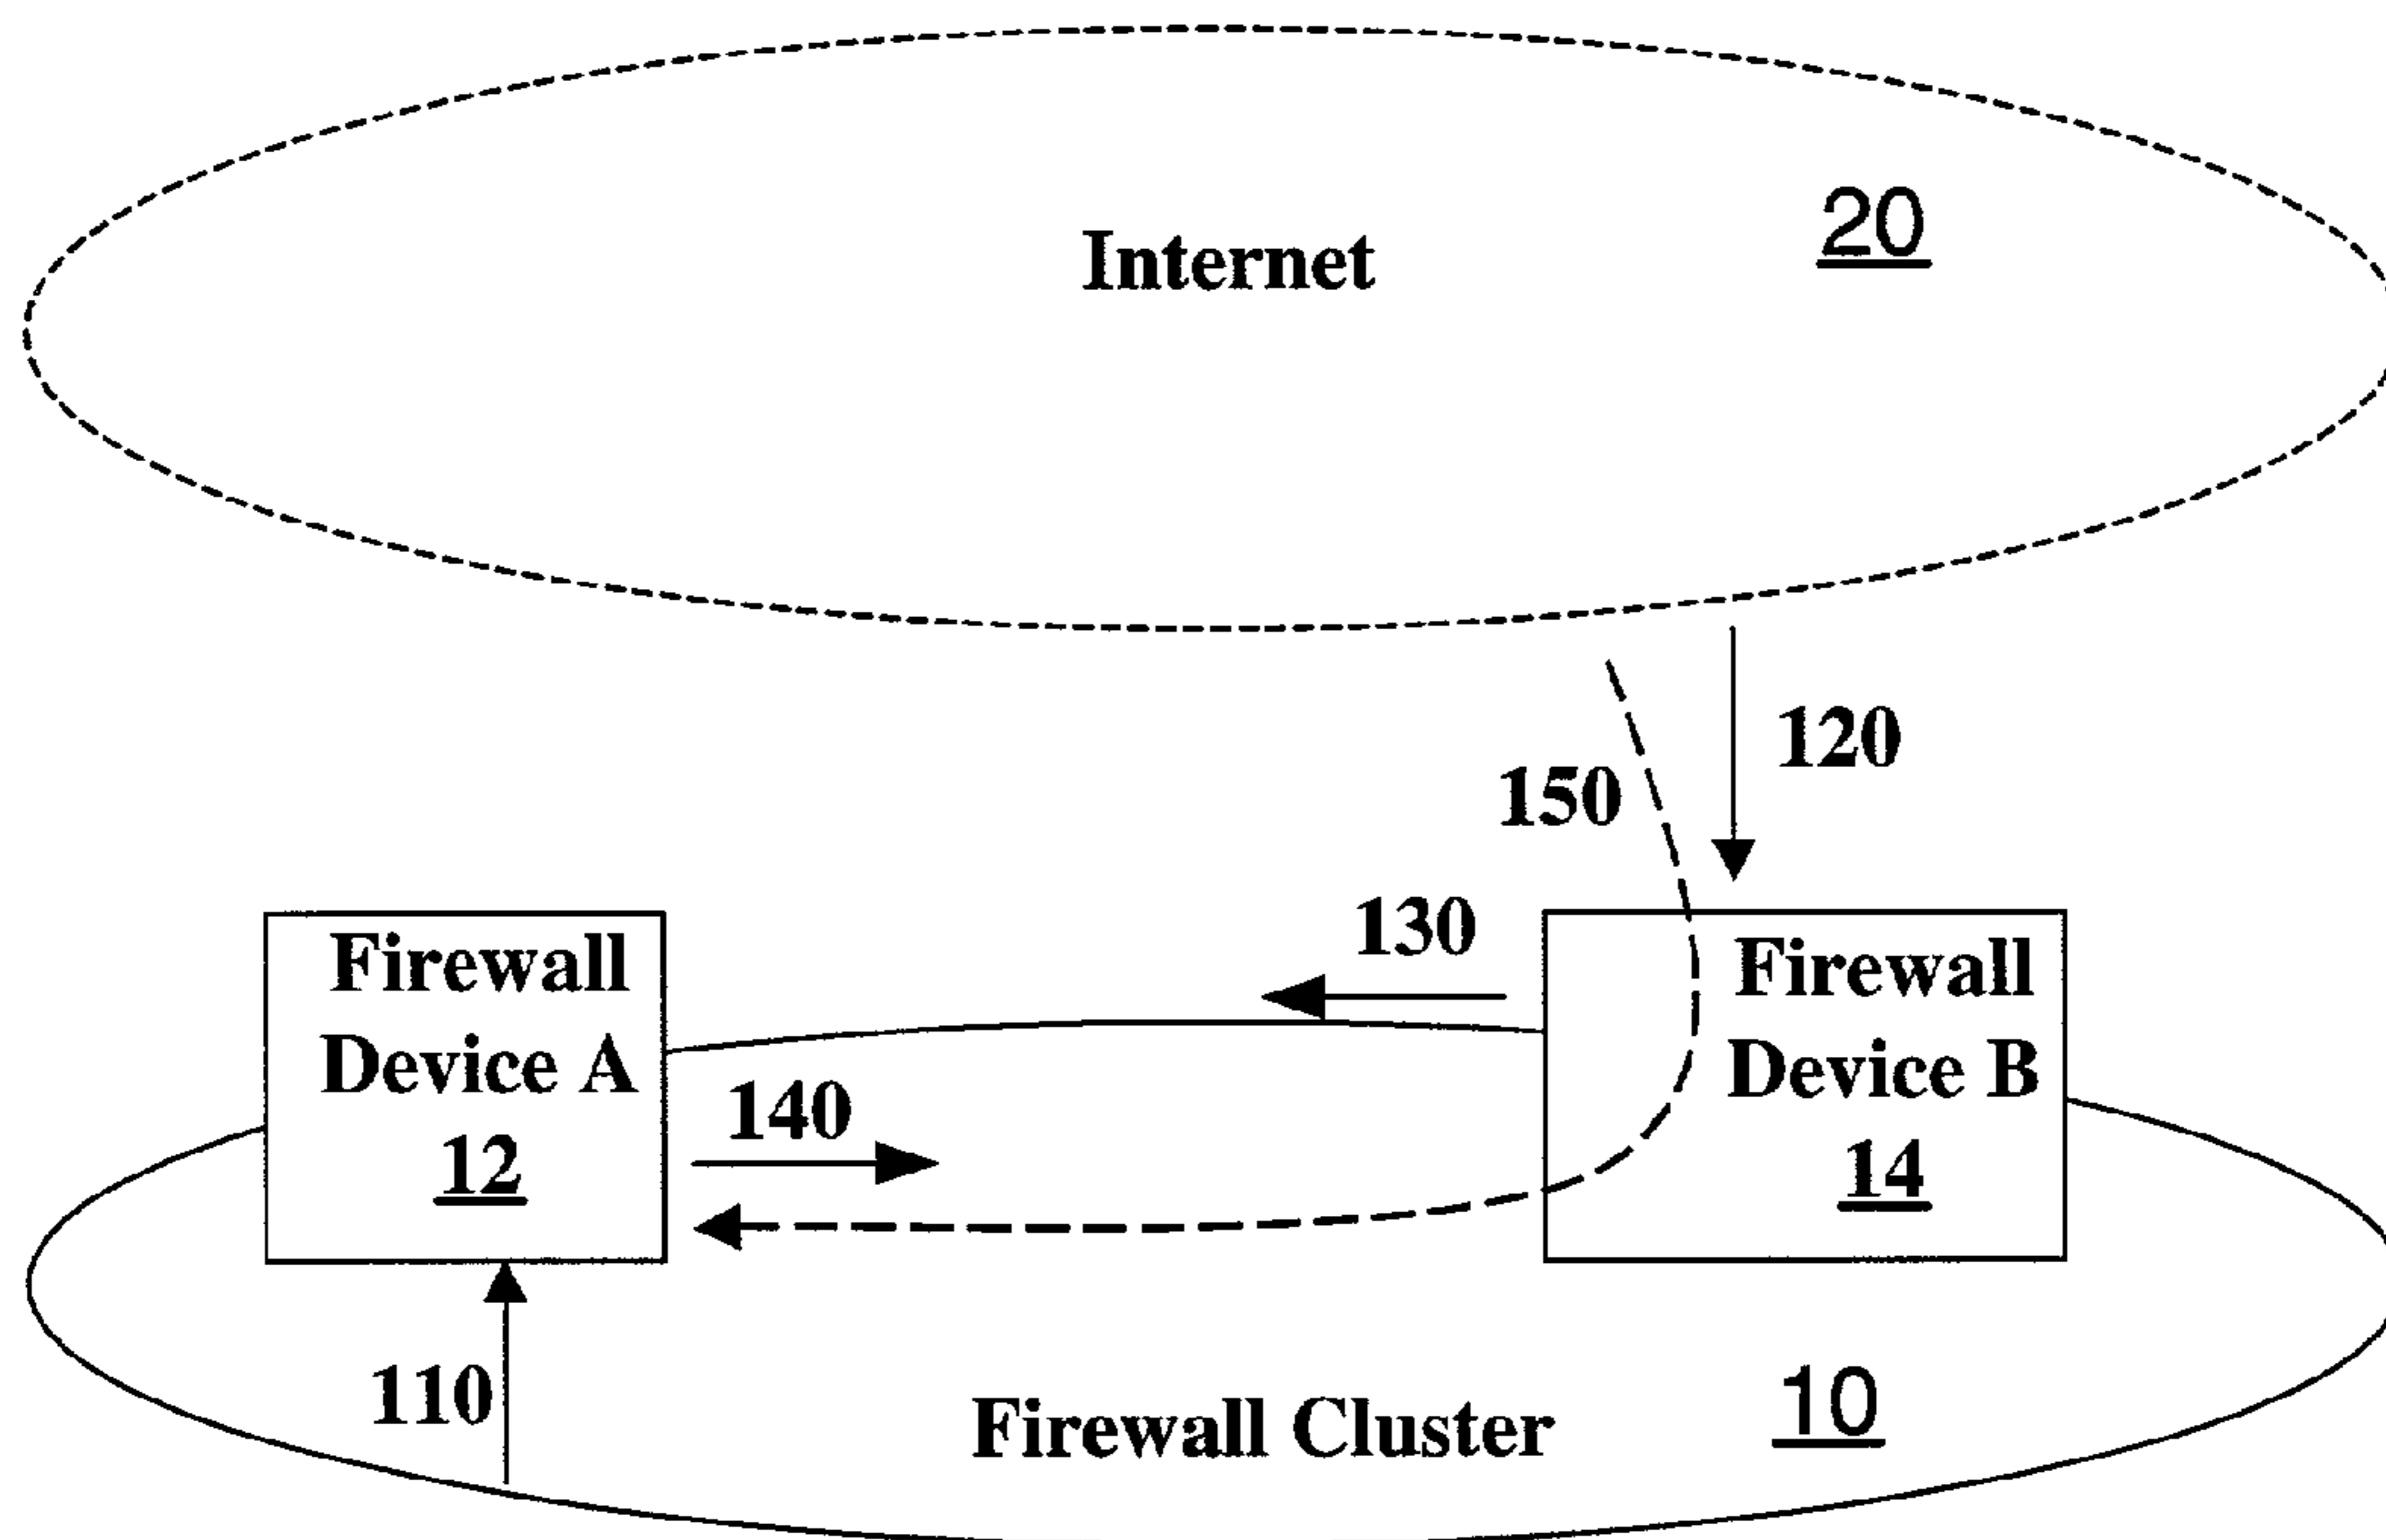 Internet
20
120
150
130
Firewall
Device A
12
Firewall
Device B
14
140
110
Firewall Cluster
10